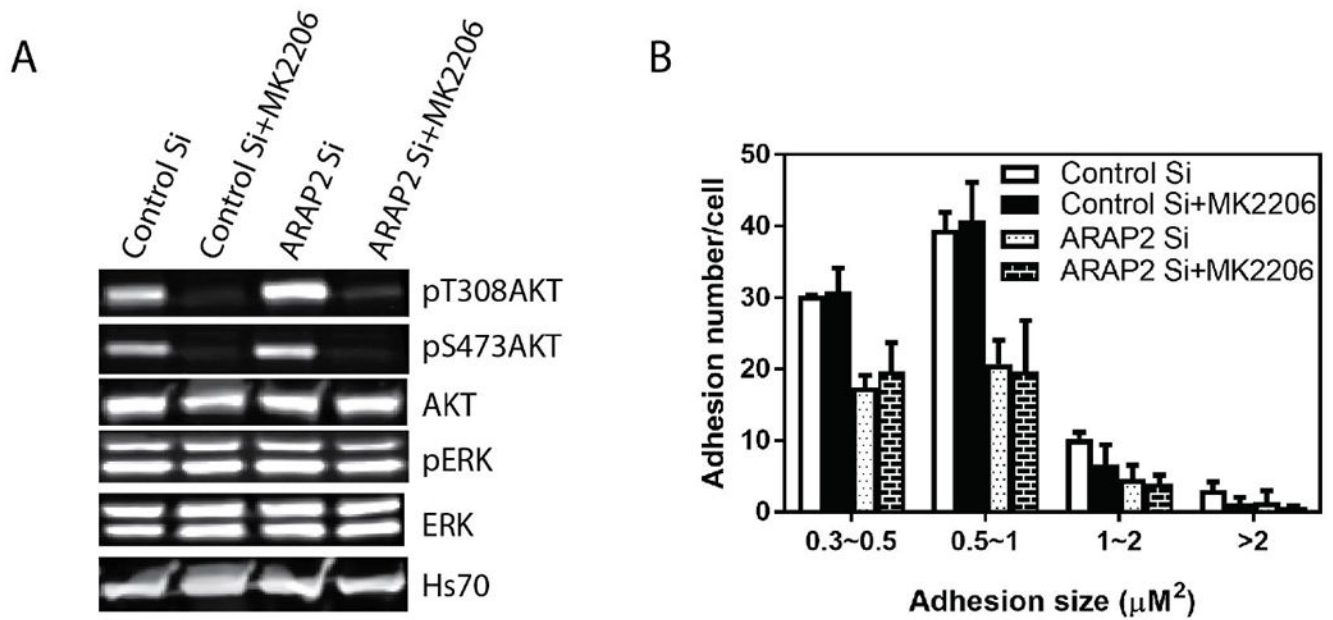 A
Control Si
Control Si+MK2206
ARAP2 Si
ARAP2 Si+MK2206
pT308AKT
pS473AKT
AKT
pERK
ERK
Hs70
B
Adhesion number/cell
50
40
30
20
10
0
Control Si
Control Si+MK2206
ARAP2 Si
ARAP2 Si+MK2206
0.3~0.5 0.5~1 1~2 >2
Adhesion size (μM²)